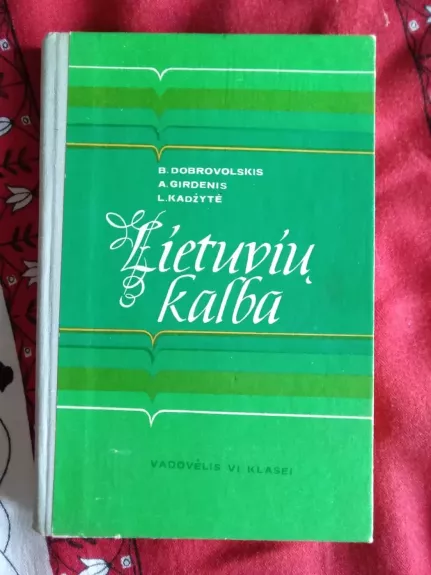 B. DOBROVOLSKIS
A. GIRDENIS
L. KADŽYTĖ
Lietuvių
kalba
VADOVĖLIS VI KLASEI